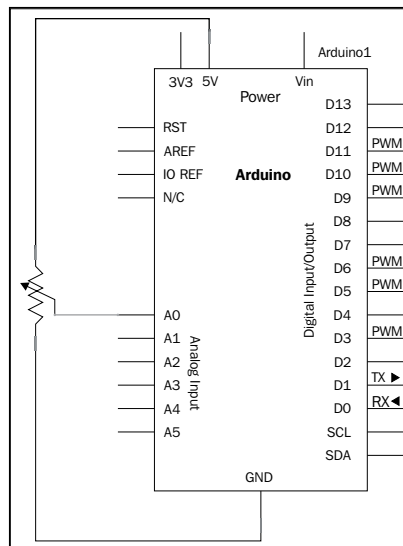 Arduino1
3V3 5V Vin
Power
D13
RST D12
AREF D11 PWM
IO REF Arduino D10 PWM
N/C D9 PWM
D8
D7
D6 PWM
D5 PWM
Digital Input/Output
A0 D4
A1 D3 PWM
A2 D2
A3 D1 TX ►
A4 D0 RX◄
A5 SCL
Analog Input
SDA
GND